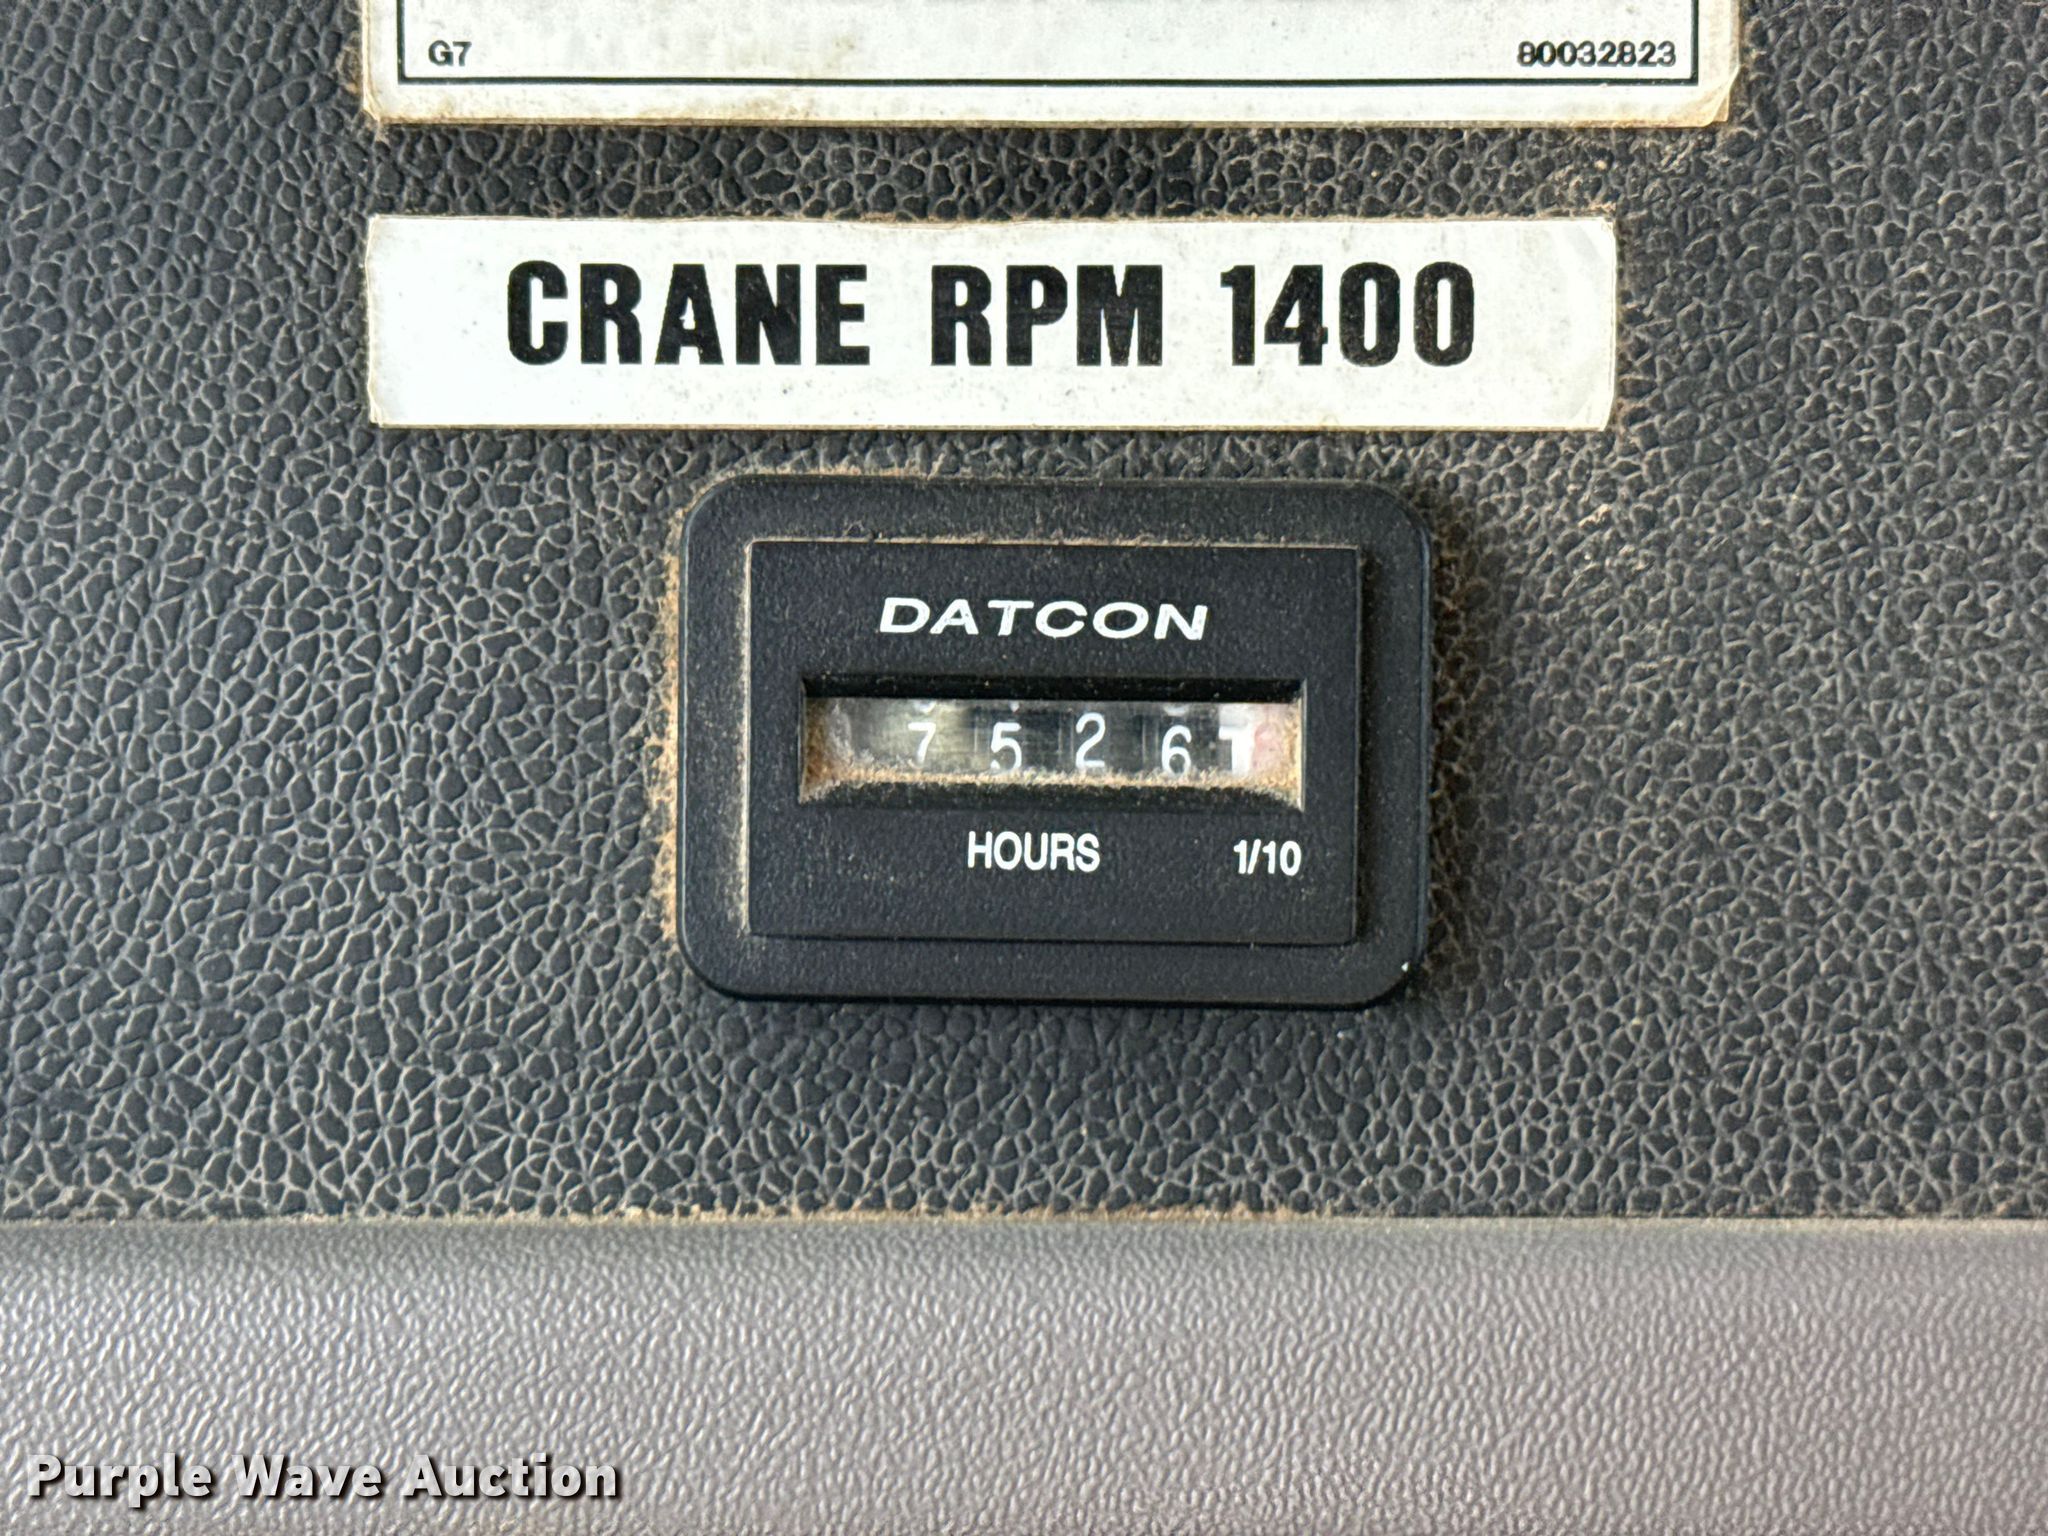 G7
80032823
CRANE RPM 1400
DATCON
7 5 2 6
HOURS 1/10
Purple Wave Auction